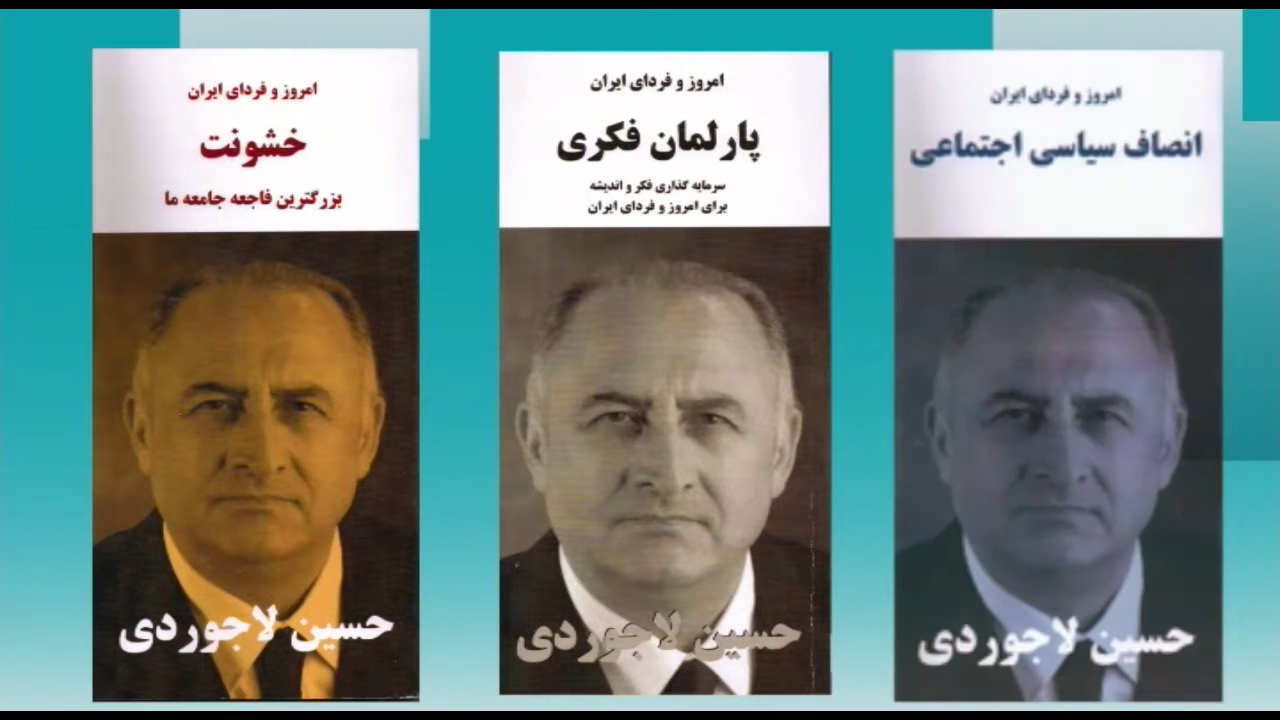 امروز و فردای ایران
انصاف سیاسی اجتماعی
حسین لاجوردی
امروز و فردای ایران
پارلمان فکری
سرمایه گذاری فکر و اندیشه
برای امروز و فردای ایران
حسین لاجوردی
امروز و فردای ایران
خشونت
بزرگترین فاجعه جامعه ما
حسین لاجوردی